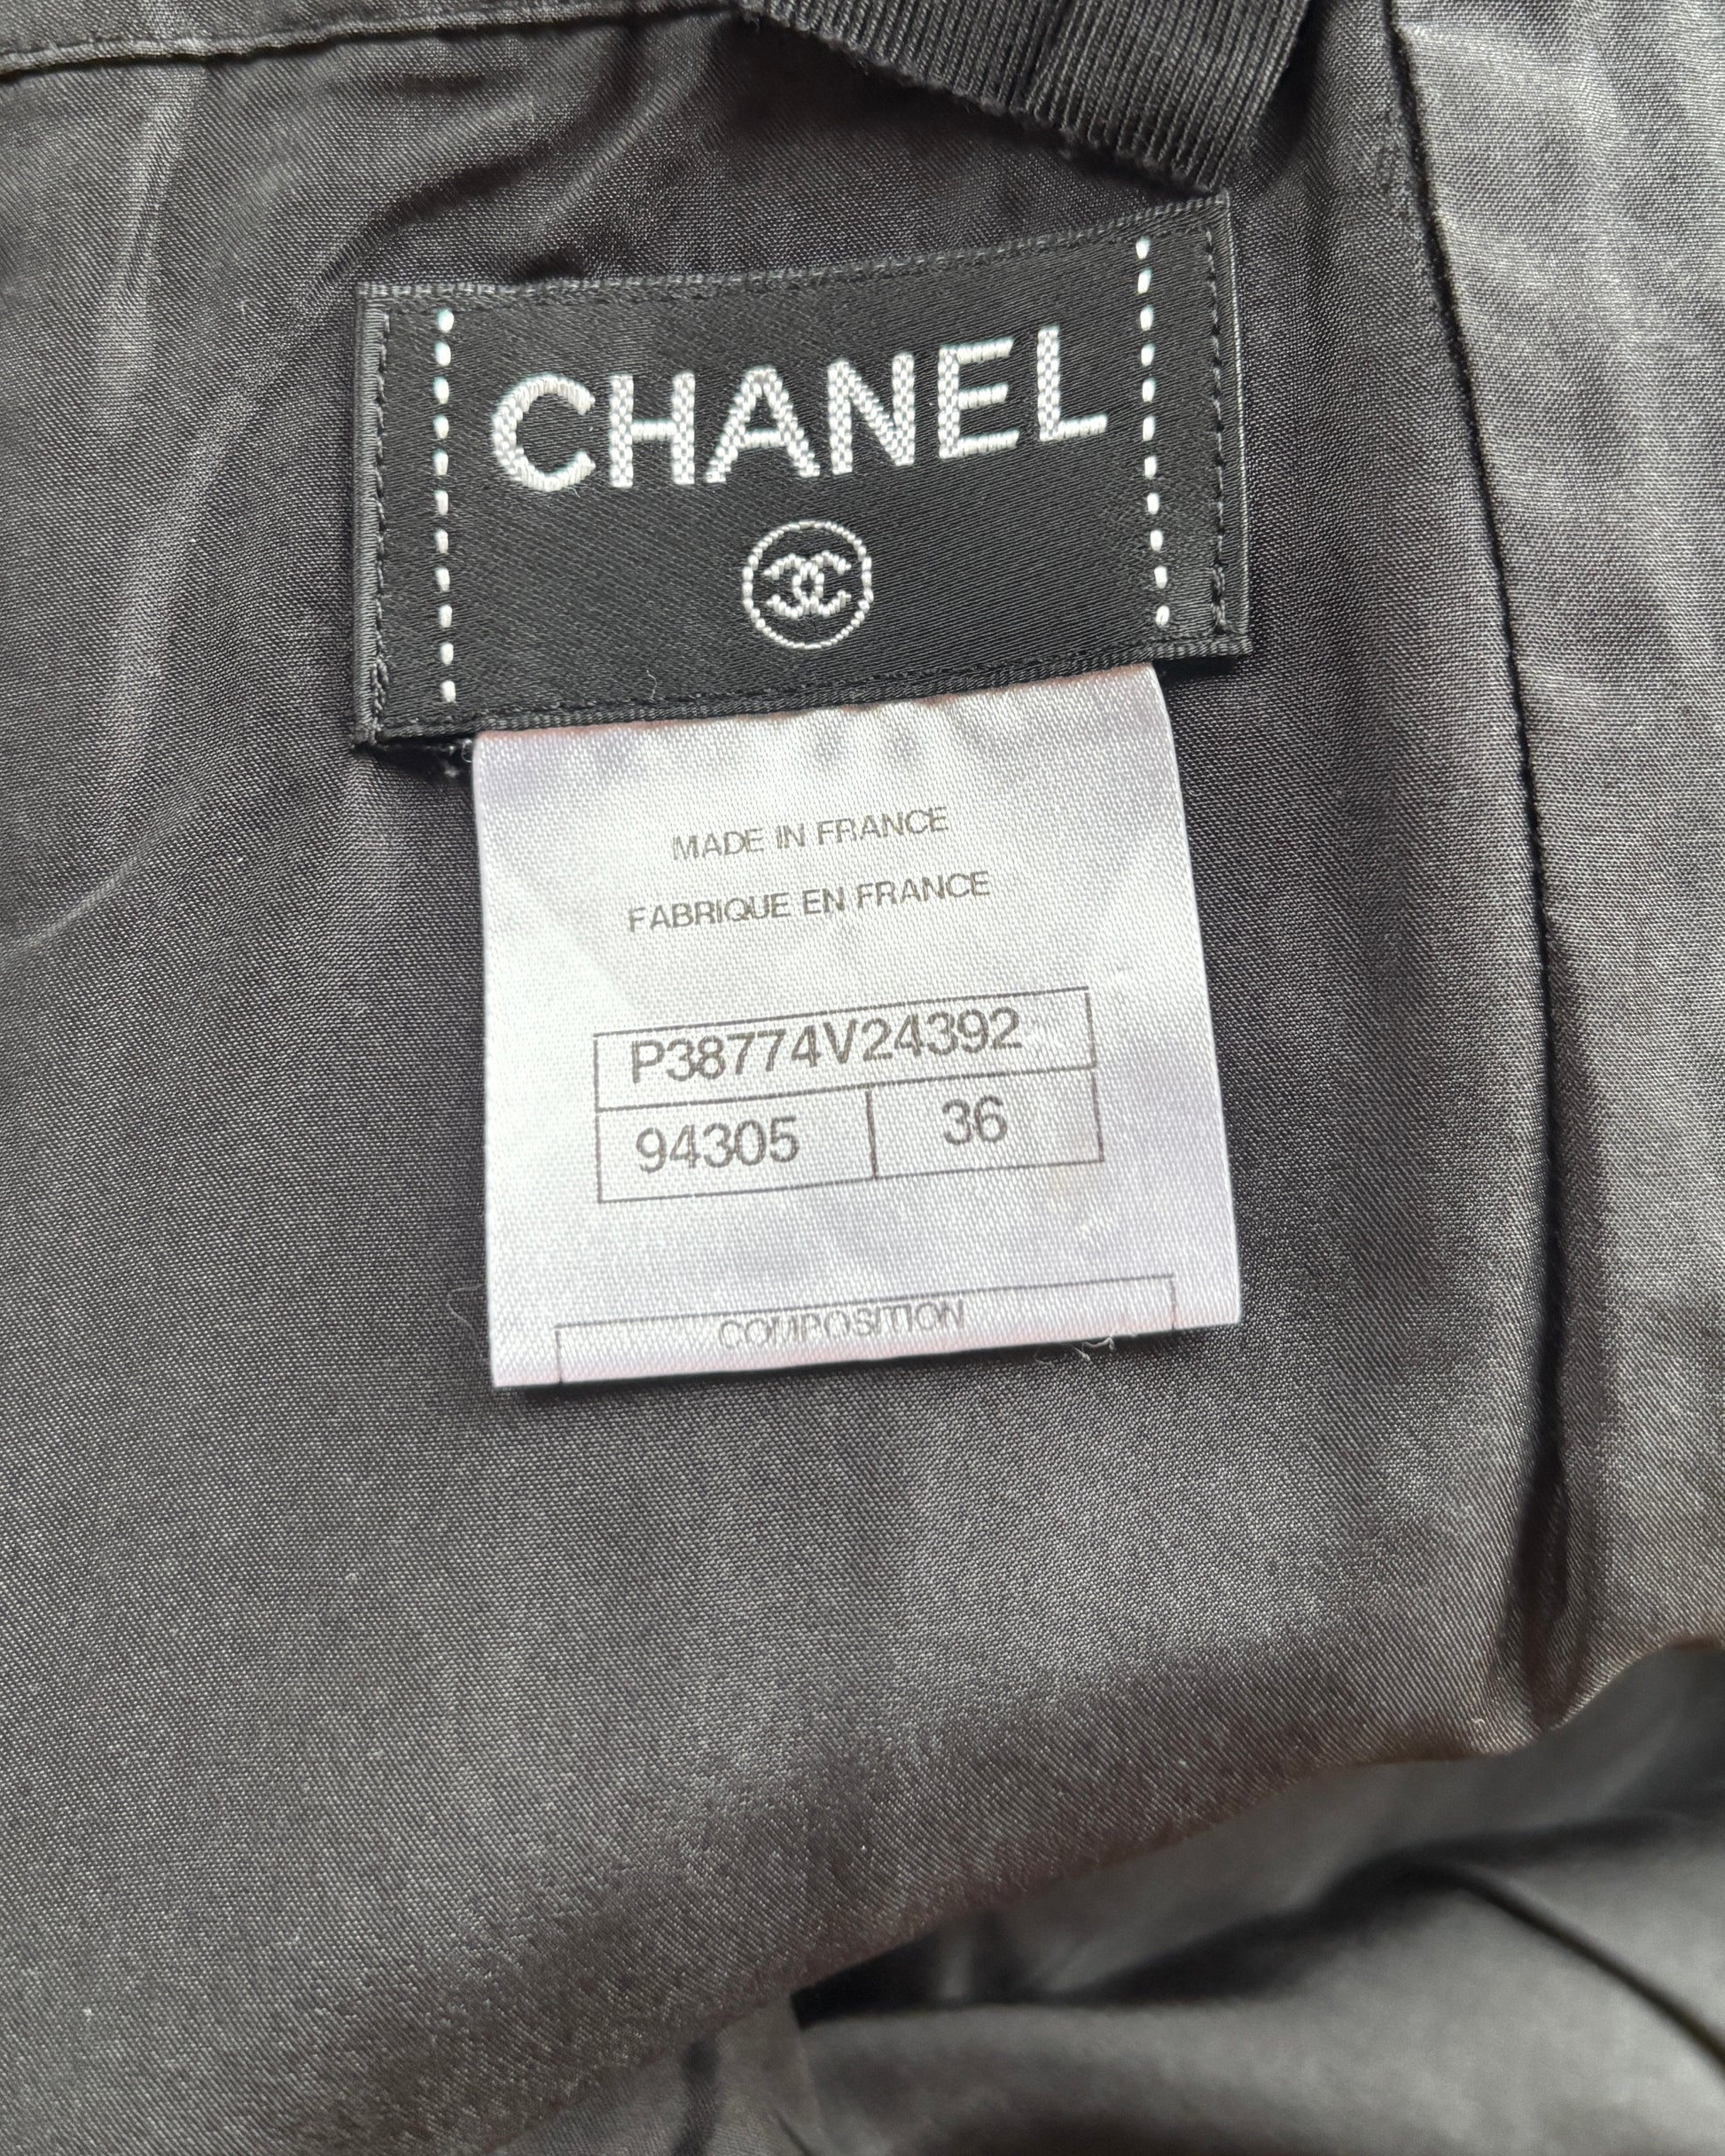 CHANEL
MADE IN FRANCE
FABRIQUE EN FRANCE
P38774V24392
94305 36
COMPOSITION